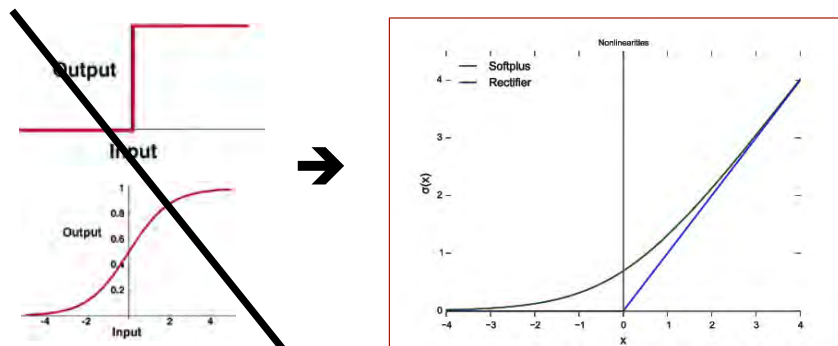 Output
Input
1
0.8
Output
0.6
0.4
0.2
-4 -2 2 4
Input
Nonlinearities
Softplus
Rectifier
4
3
σ(x)
2
1
0
−4 −3 −2 −1 0 1 2 3 4
x